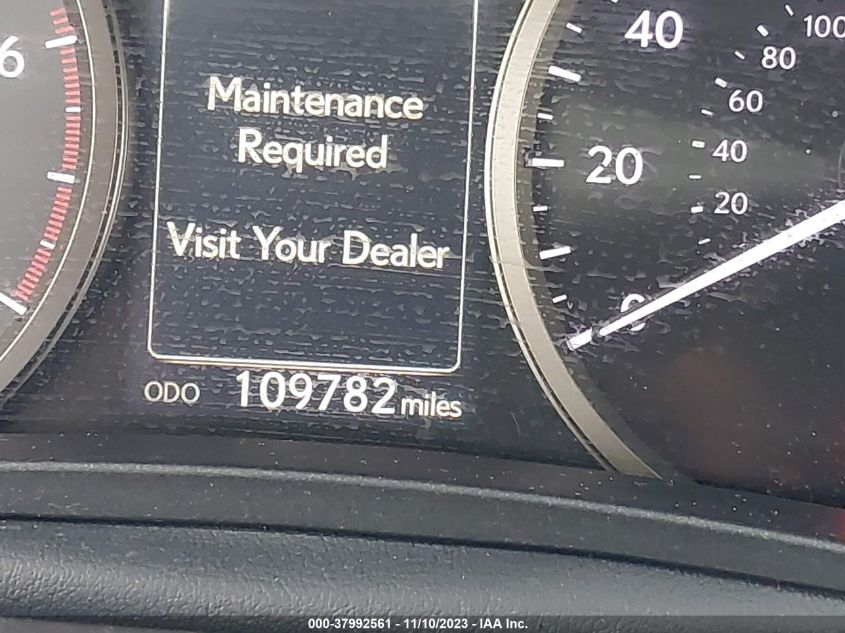 6
Maintenance
Required
Visit Your Dealer
ODO 109782 miles
40
20
0
100
80
60
40
20
000-37992561 - 11/10/2023 - IAA Inc.